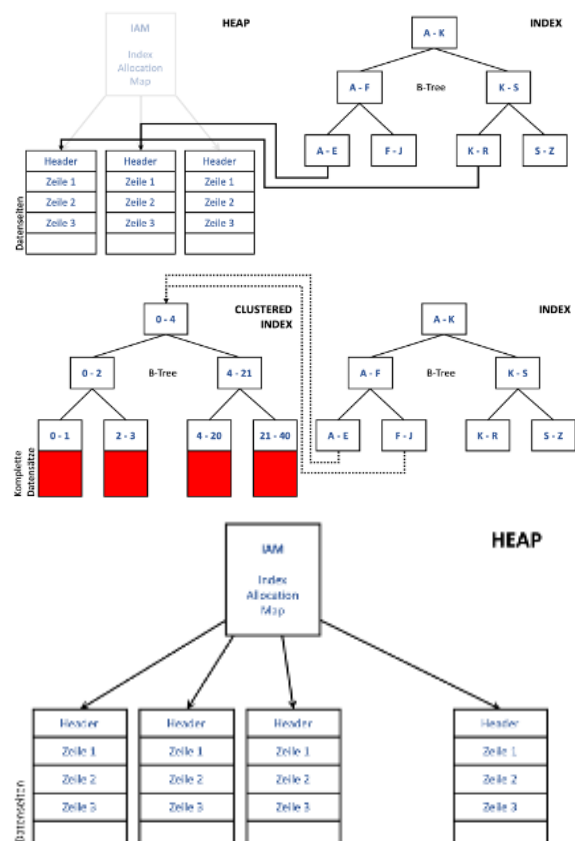 HEAP
INDEX
IAM
Index
Allocation
Map
A - K
A - F
B-Tree
K - S
A - E
F - J
K - R
S - Z
Header
Header
Header
Zeile 1
Zeile 1
Zeile 1
Zeile 2
Zeile 2
Zeile 2
Zeile 3
Zeile 3
Zeile 3
Datenseiten
CLUSTERED
INDEX
INDEX
0 - 4
A - K
0 - 2
B-Tree
4 - 21
A - F
B-Tree
K - S
0 - 1
2 - 3
4 - 20
21 - 40
A - E
F - J
K - R
S - Z
Komplette
Datensätze
HEAP
IAM
Index
Allocation
Map
Header
Header
Header
Header
Zeile 1
Zeile 1
Zeile 1
Zeile 1
Zeile 2
Zeile 2
Zeile 2
Zeile 2
Zeile 3
Zeile 3
Zeile 3
Zeile 3
Datenseiten